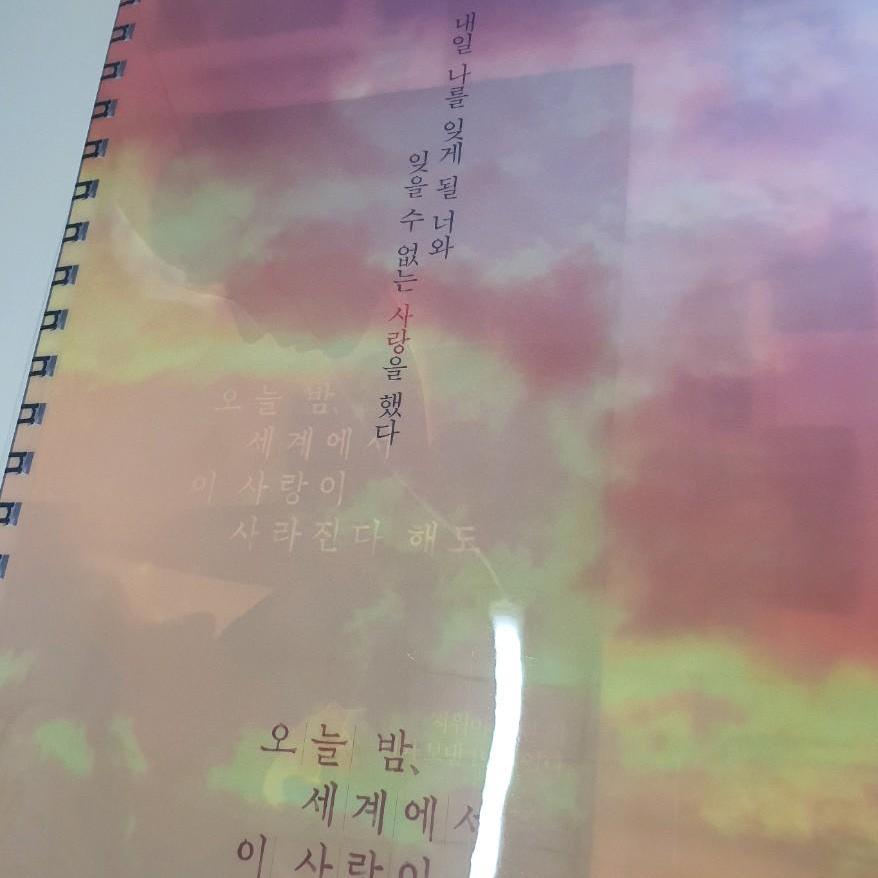 내일 나를 잊게 될 너와
잊을 수 없는 사랑을 했다
오늘 밤,
세계에서
이 사랑이
사라진다 해도
오늘 밤,
세계에서
이 사랑이